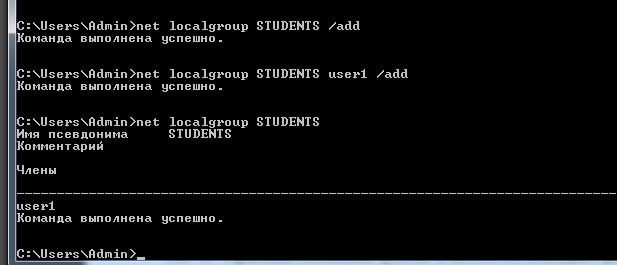 C:\Users\Admin>net localgroup STUDENTS /add
Команда выполнена успешно.
C:\Users\Admin>net localgroup STUDENTS user1 /add
Команда выполнена успешно.
C:\Users\Admin>net localgroup STUDENTS
Имя псевдонима     STUDENTS
Комментарий
Члены
-------------------------------------------------------------------------------
user1
Команда выполнена успешно.
C:\Users\Admin>_